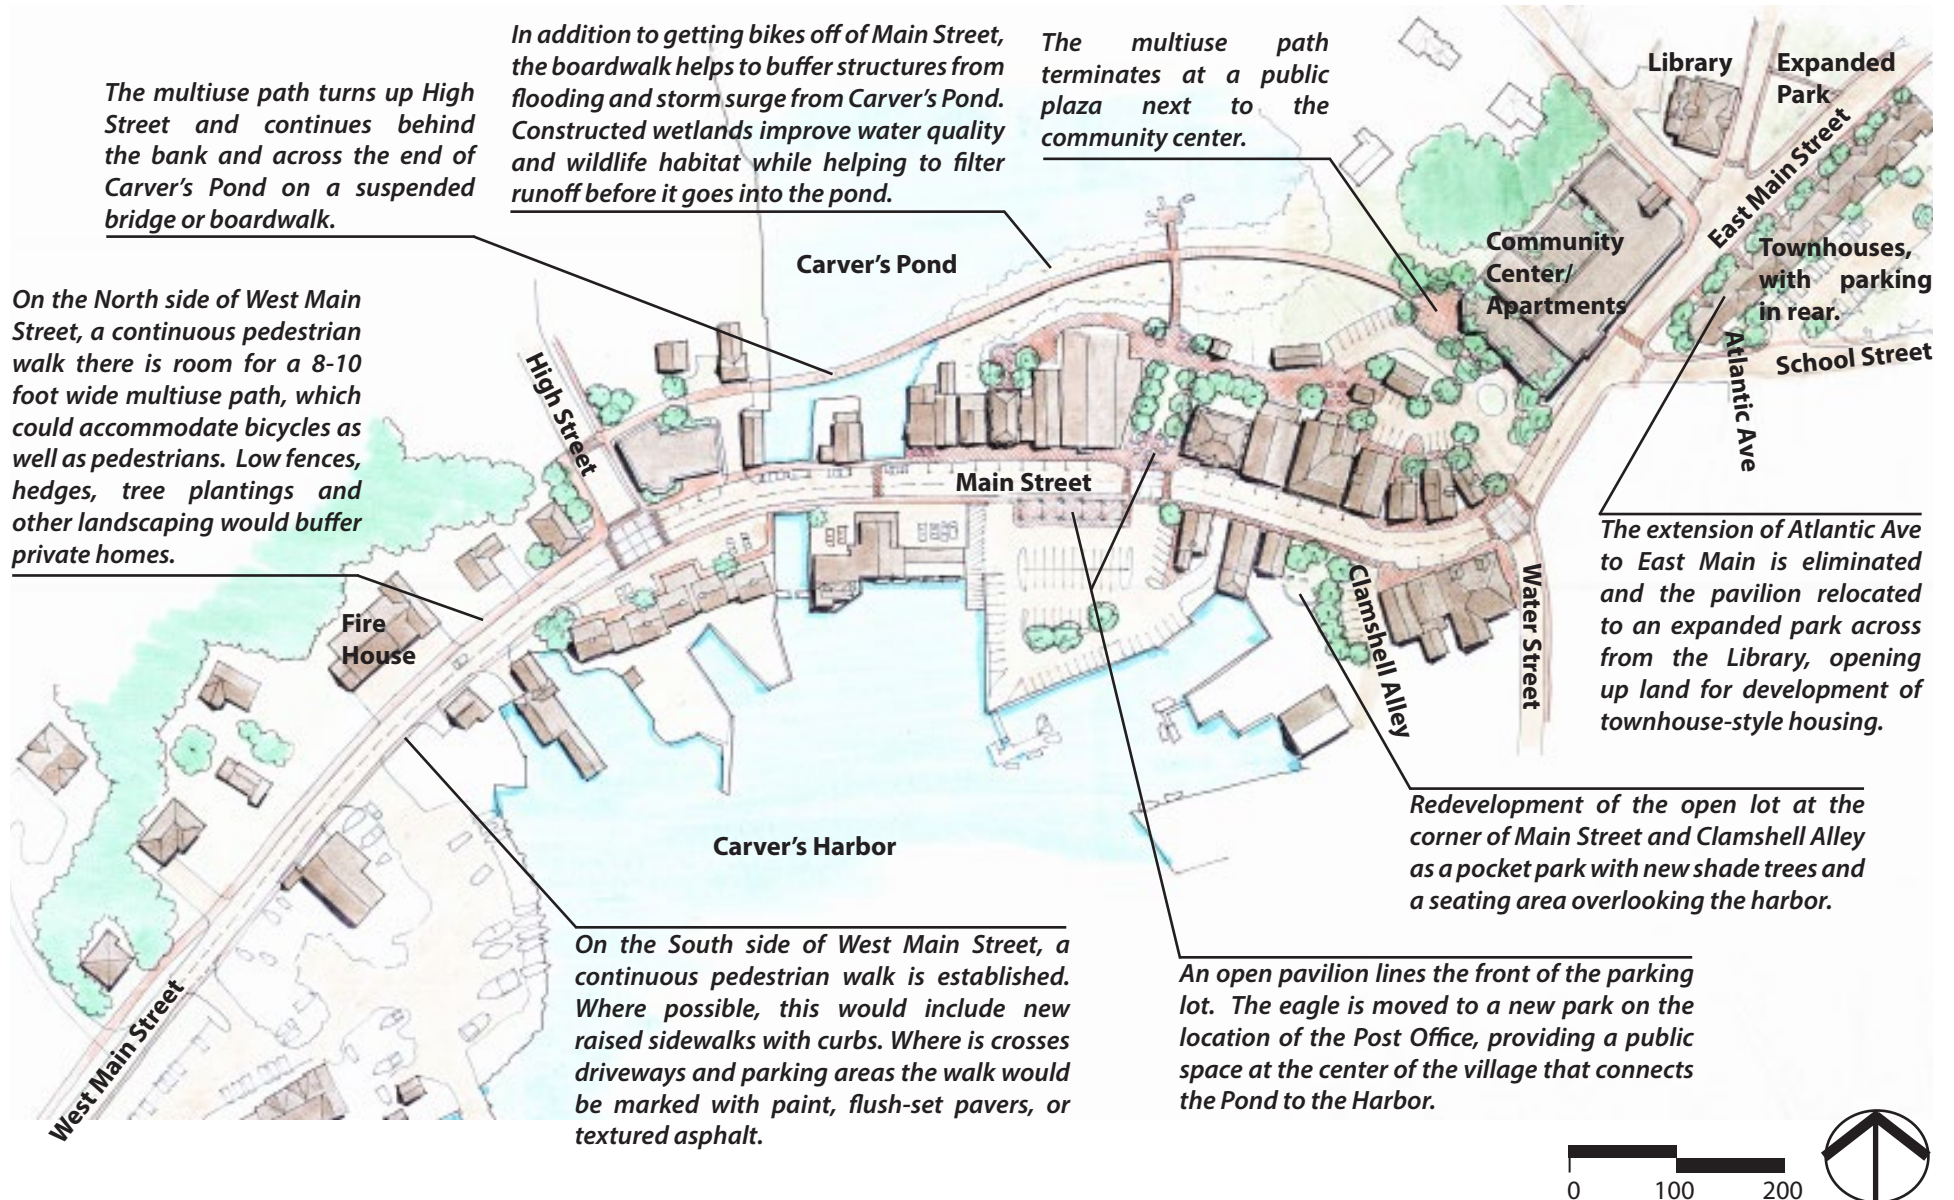 In addition to getting bikes off of Main Street,
the boardwalk helps to buffer structures from
flooding and storm surge from Carver's Pond.
Constructed wetlands improve water quality
and wildlife habitat while helping to filter
runoff before it goes into the pond.
The multiuse path
terminates at a public
plaza next to the
community center.
Library
Expanded
Park
The multiuse path turns up High
Street and continues behind
the bank and across the end of
Carver's Pond on a suspended
bridge or boardwalk.
East Main Street
Community
Center/
Apartments
Townhouses,
with parking
in rear.
Carver's Pond
On the North side of West Main
Street, a continuous pedestrian
walk there is room for a 8-10
foot wide multiuse path, which
could accommodate bicycles as
well as pedestrians. Low fences,
hedges, tree plantings and
other landscaping would buffer
private homes.
High Street
Atlantic Ave
School Street
Main Street
The extension of Atlantic Ave
to East Main is eliminated
and the pavilion relocated
to an expanded park across
from the Library, opening
up land for development of
townhouse-style housing.
Fire
House
Clamshell Alley
Water Street
Carver's Harbor
Redevelopment of the open lot at the
corner of Main Street and Clamshell Alley
as a pocket park with new shade trees and
a seating area overlooking the harbor.
On the South side of West Main Street, a
continuous pedestrian walk is established.
Where possible, this would include new
raised sidewalks with curbs. Where is crosses
driveways and parking areas the walk would
be marked with paint, flush-set pavers, or
textured asphalt.
An open pavilion lines the front of the parking
lot. The eagle is moved to a new park on the
location of the Post Office, providing a public
space at the center of the village that connects
the Pond to the Harbor.
West Main Street
0 100 200